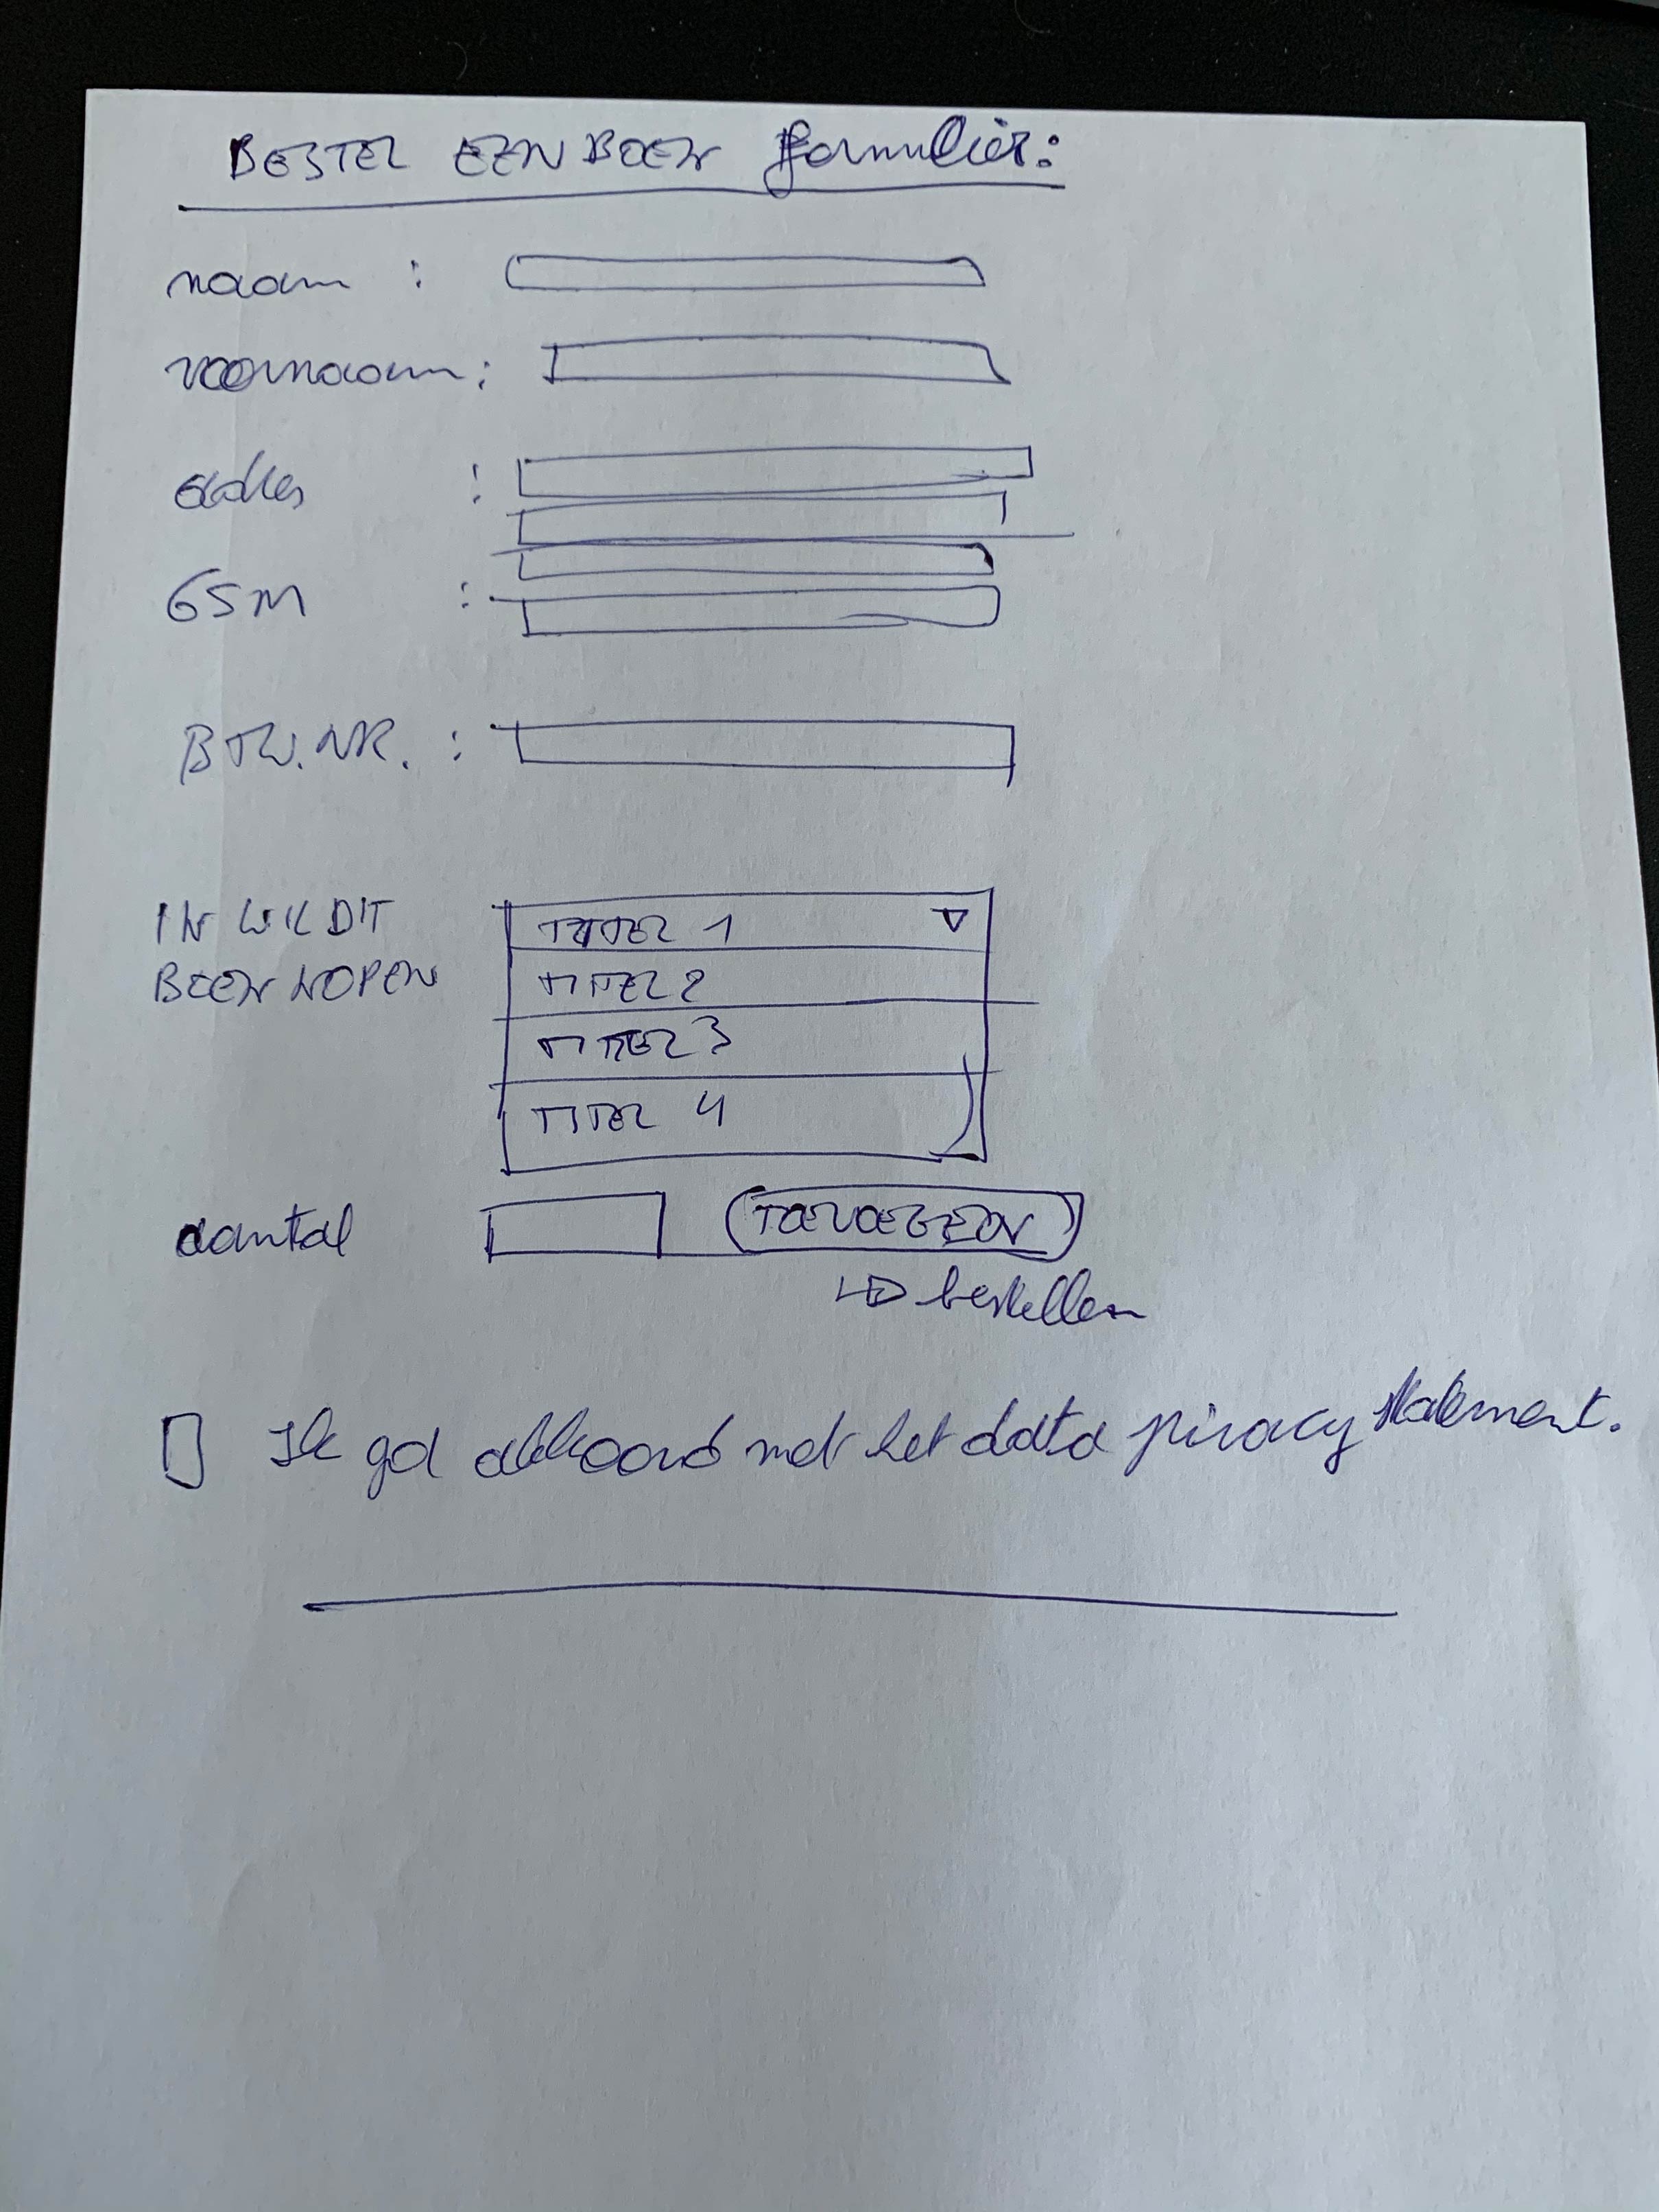 BESTEL EEN BOEK formulier:
naam :
voornaam :
adres :
GSM :
BTW.NR. :
IK WIL DIT
BOEK KOPEN
TITEL 1
TITEL 2
TITEL 3
TITEL 4
aantal
TOEVOEGEN
bestellen
Ik ga akkoord met het data privacy statement.